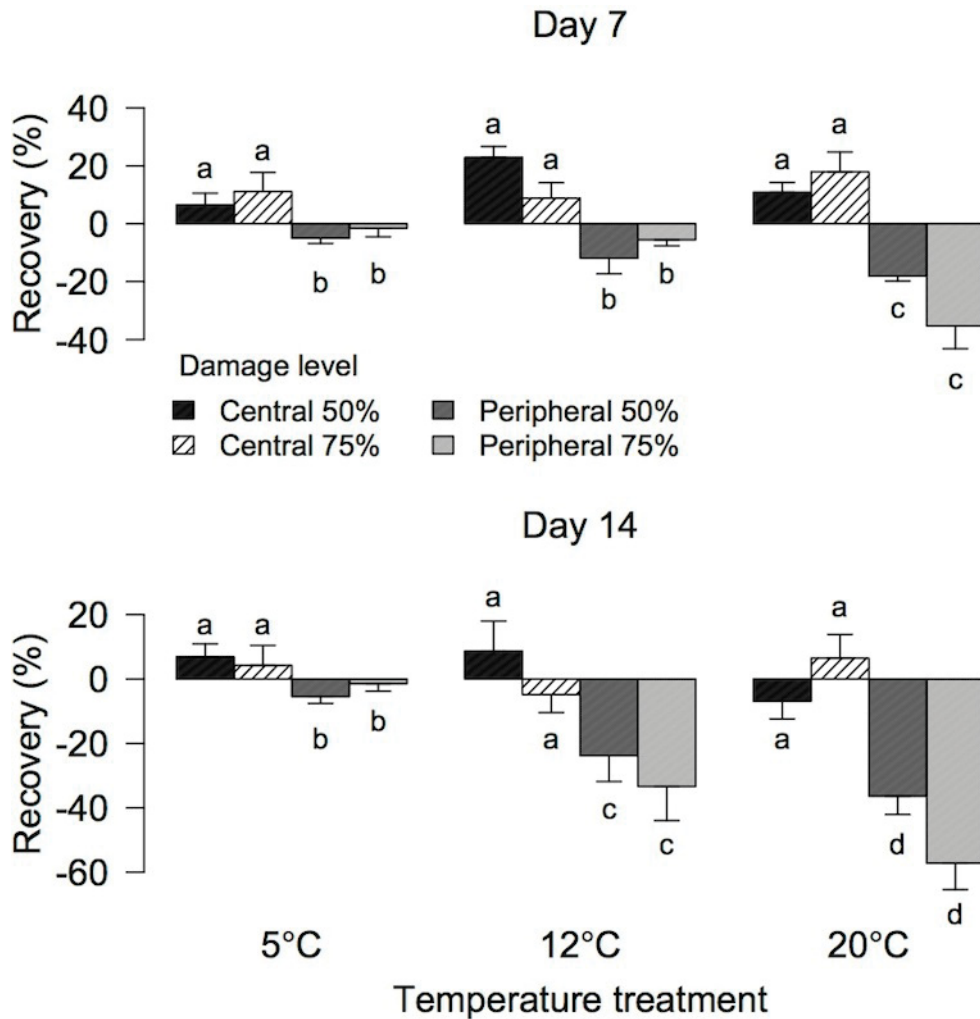 Day 7
Recovery (%)
40
20
0
-20
-40
a a b b
a a b b
a a c c
Damage level
Central 50% Peripheral 50%
Central 75% Peripheral 75%
Day 14
Recovery (%)
20
0
-20
-40
-60
a a b b
a a c c
a a d d
5°C 12°C 20°C
Temperature treatment